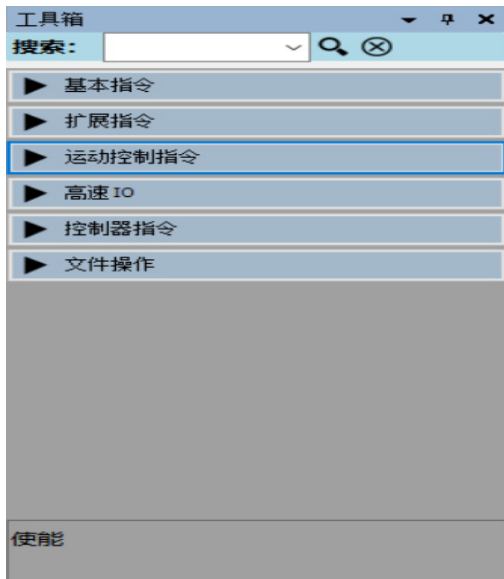 工具箱
搜索：
基本指令
扩展指令
运动控制指令
高速IO
控制器指令
文件操作
使能